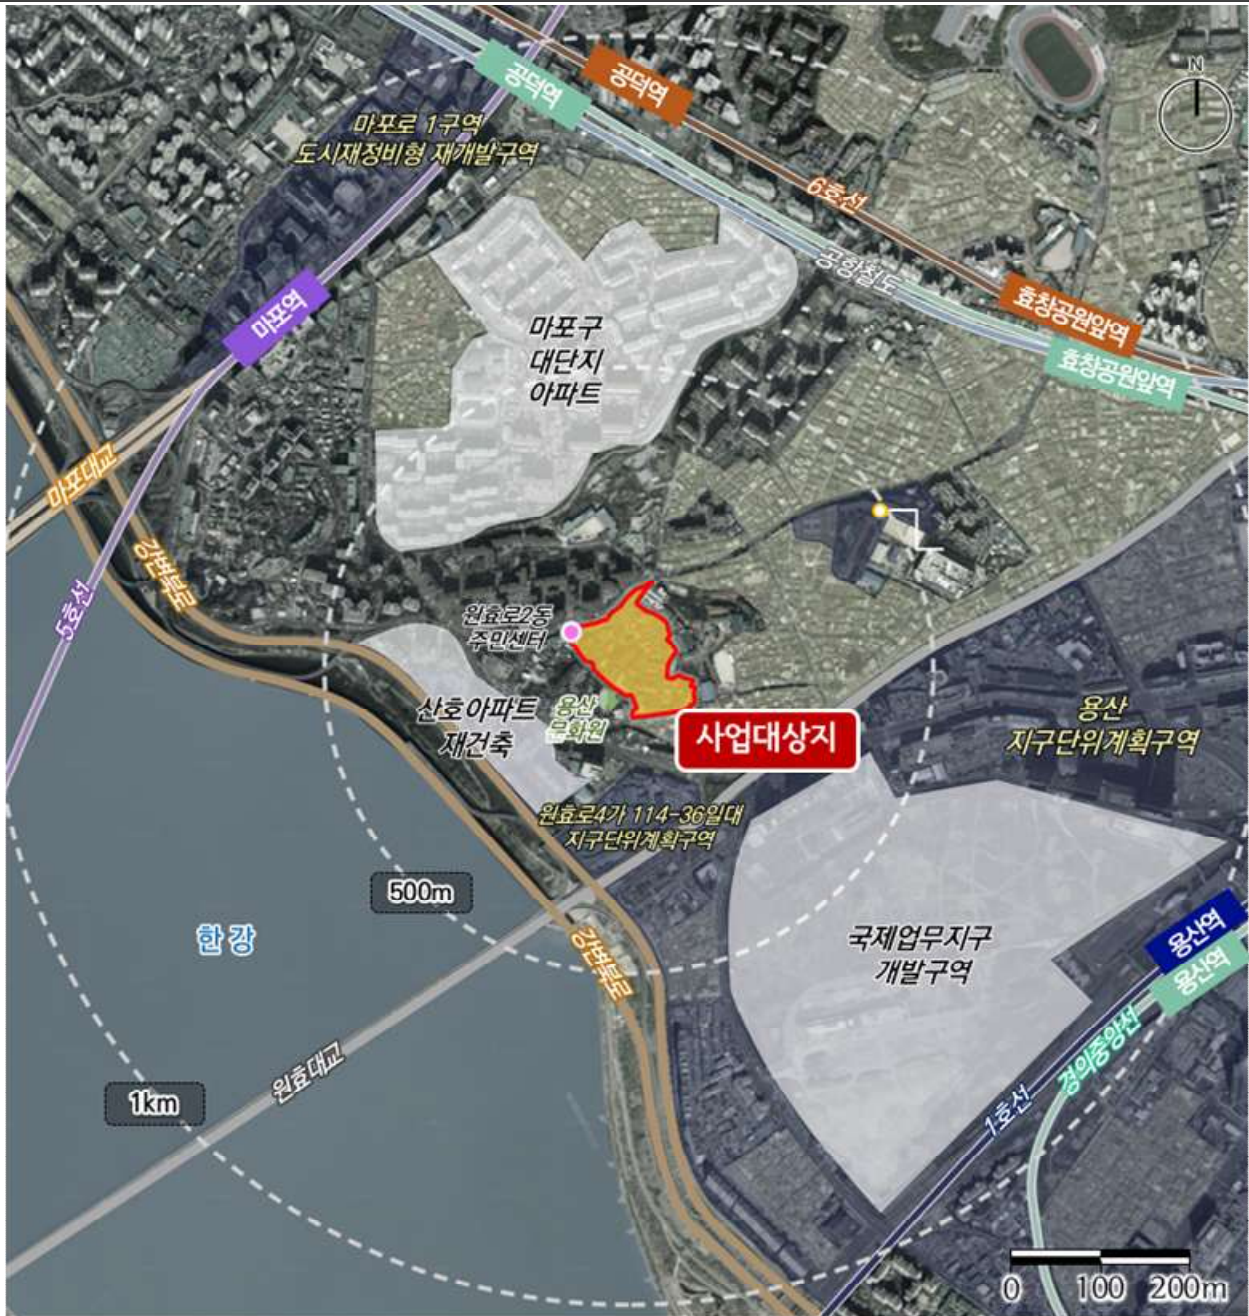 공덕역
공덕역
N
마포로 1구역
도시재정비형 재개발구역
6호선
공항철도
마포역
효창공원앞역
효창공원앞역
마포구
대단지
아파트
마포대교
강변북로
5호선
원효로2동
주민센터
산호아파트
재건축
용산
문화원
사업대상지
용산
지구단위계획구역
원효로4가 114-36일대
지구단위계획구역
500m
한강
국제업무지구
개발구역
강변북로
용산역
용산역
원효대교
1km
경의중앙선
1호선
0 100 200m